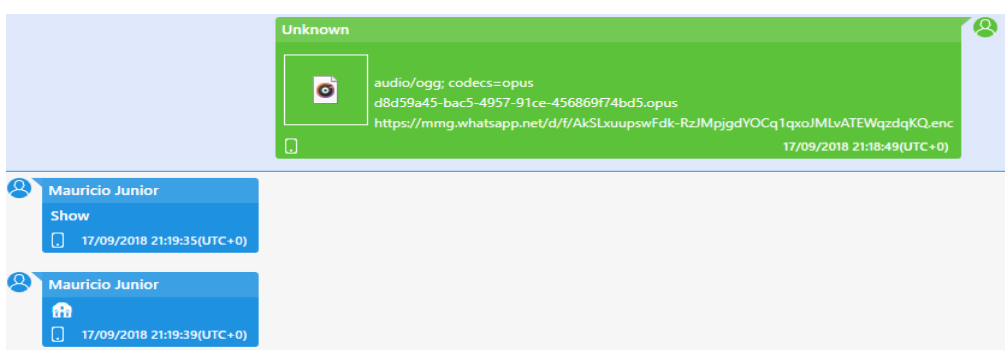 Unknown
audio/ogg; codecs=opus
d8d59a45-bac5-4957-91ce-456869f74bd5.opus
https://mmg.whatsapp.net/d/f/AkSLxuupswFdk-RzJMpjgdYOCq1qxoJMLvATEWqzdqKQ.enc
17/09/2018 21:18:49(UTC+0)
Mauricio Junior
Show
17/09/2018 21:19:35(UTC+0)
Mauricio Junior
17/09/2018 21:19:39(UTC+0)